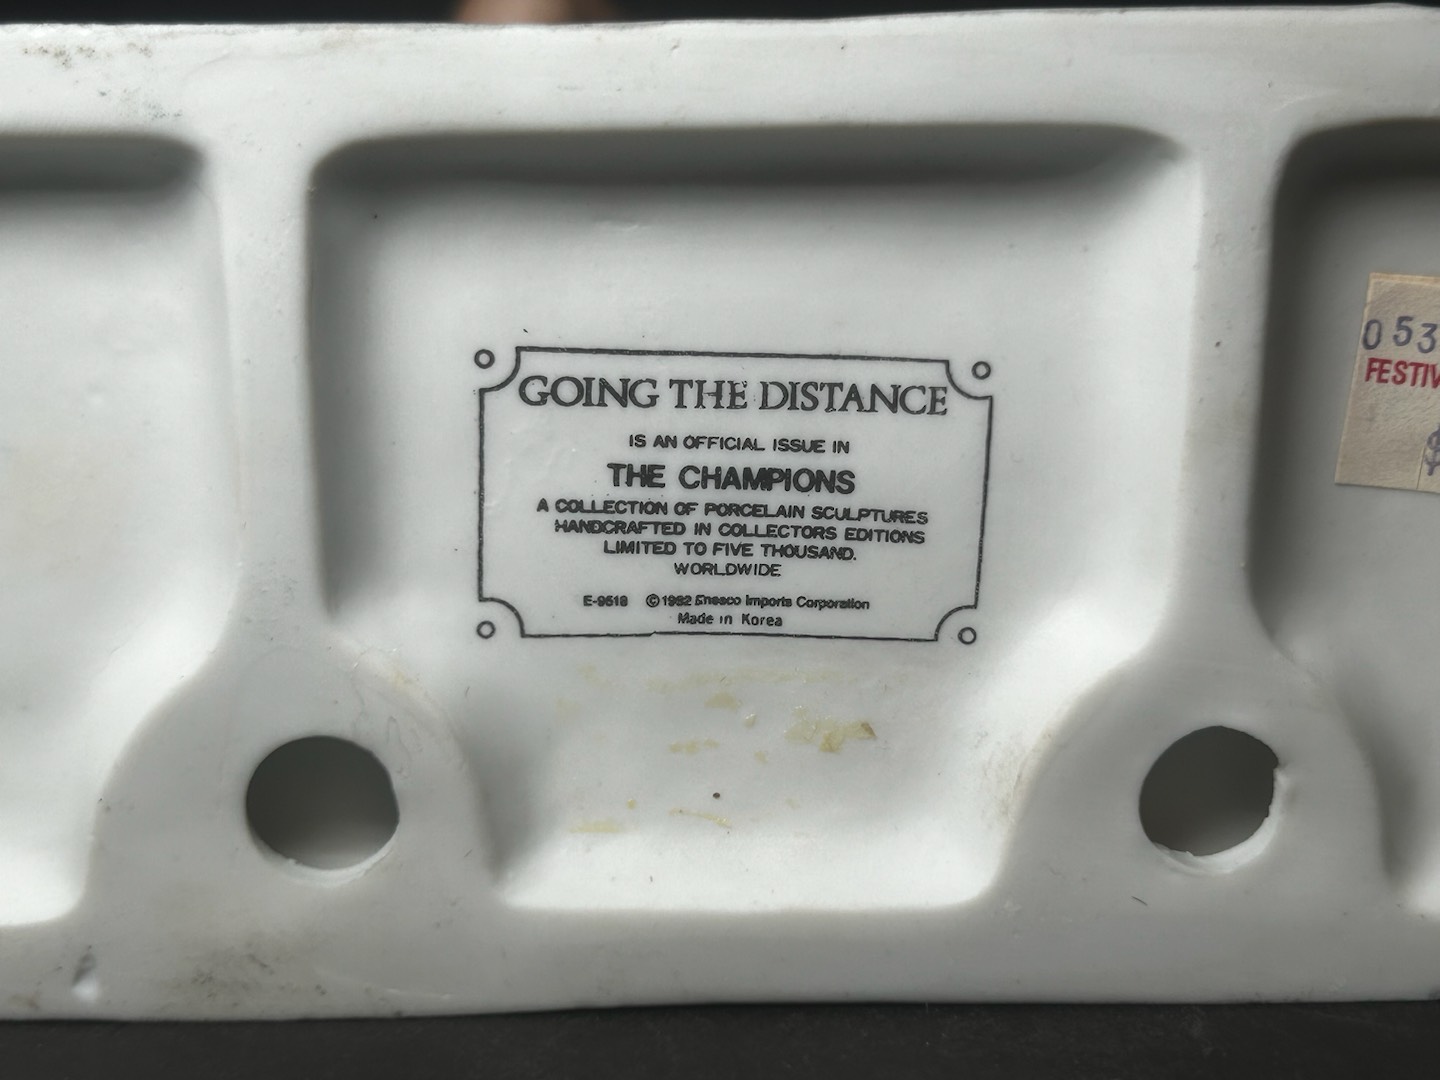 GOING THE DISTANCE
IS AN OFFICIAL ISSUE IN
THE CHAMPIONS
A COLLECTION OF PORCELAIN SCULPTURES
HANDCRAFTED IN COLLECTORS EDITIONS
LIMITED TO FIVE THOUSAND.
WORLDWIDE
E-9518 ©1982 Enesco Imports Corporation
Made in Korea
053
FESTIV
$